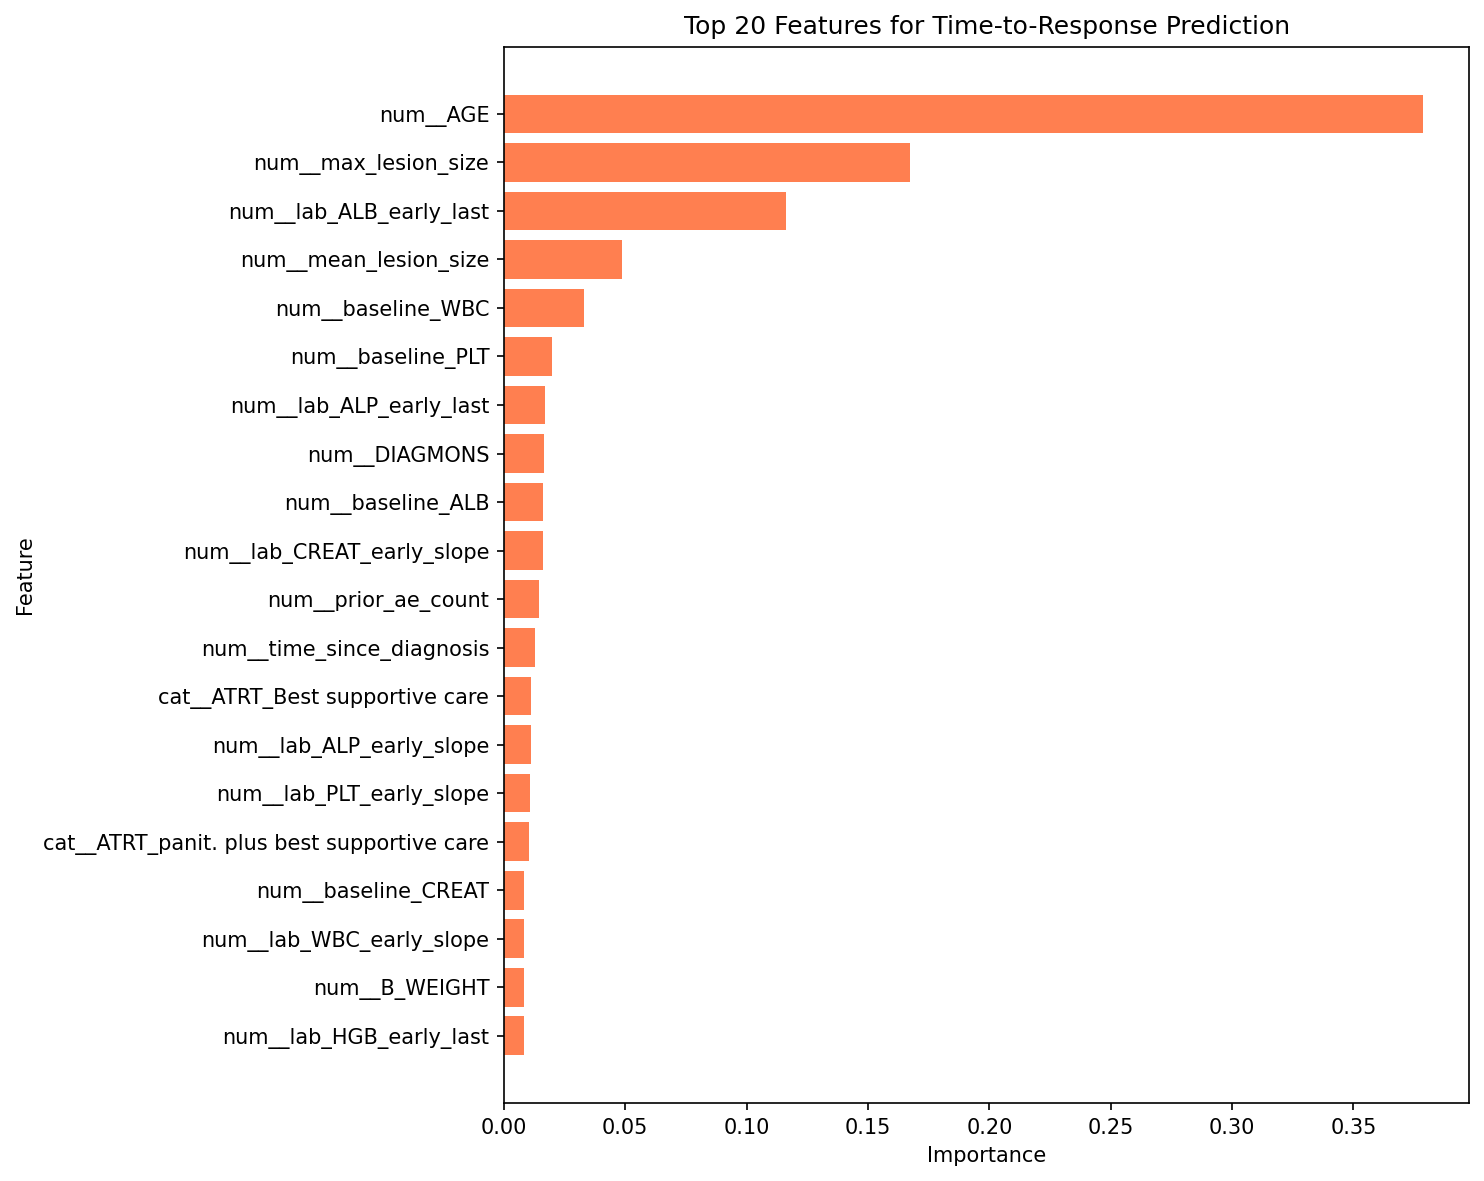 Top 20 Features for Time-to-Response Prediction
Feature
num__AGE
num__max_lesion_size
num__lab_ALB_early_last
num__mean_lesion_size
num__baseline_WBC
num__baseline_PLT
num__lab_ALP_early_last
num__DIAGMONS
num__baseline_ALB
num__lab_CREAT_early_slope
num__prior_ae_count
num__time_since_diagnosis
cat__ATRT_Best supportive care
num__lab_ALP_early_slope
num__lab_PLT_early_slope
cat__ATRT_panit. plus best supportive care
num__baseline_CREAT
num__lab_WBC_early_slope
num__B_WEIGHT
num__lab_HGB_early_last
0.00 0.05 0.10 0.15 0.20 0.25 0.30 0.35
Importance